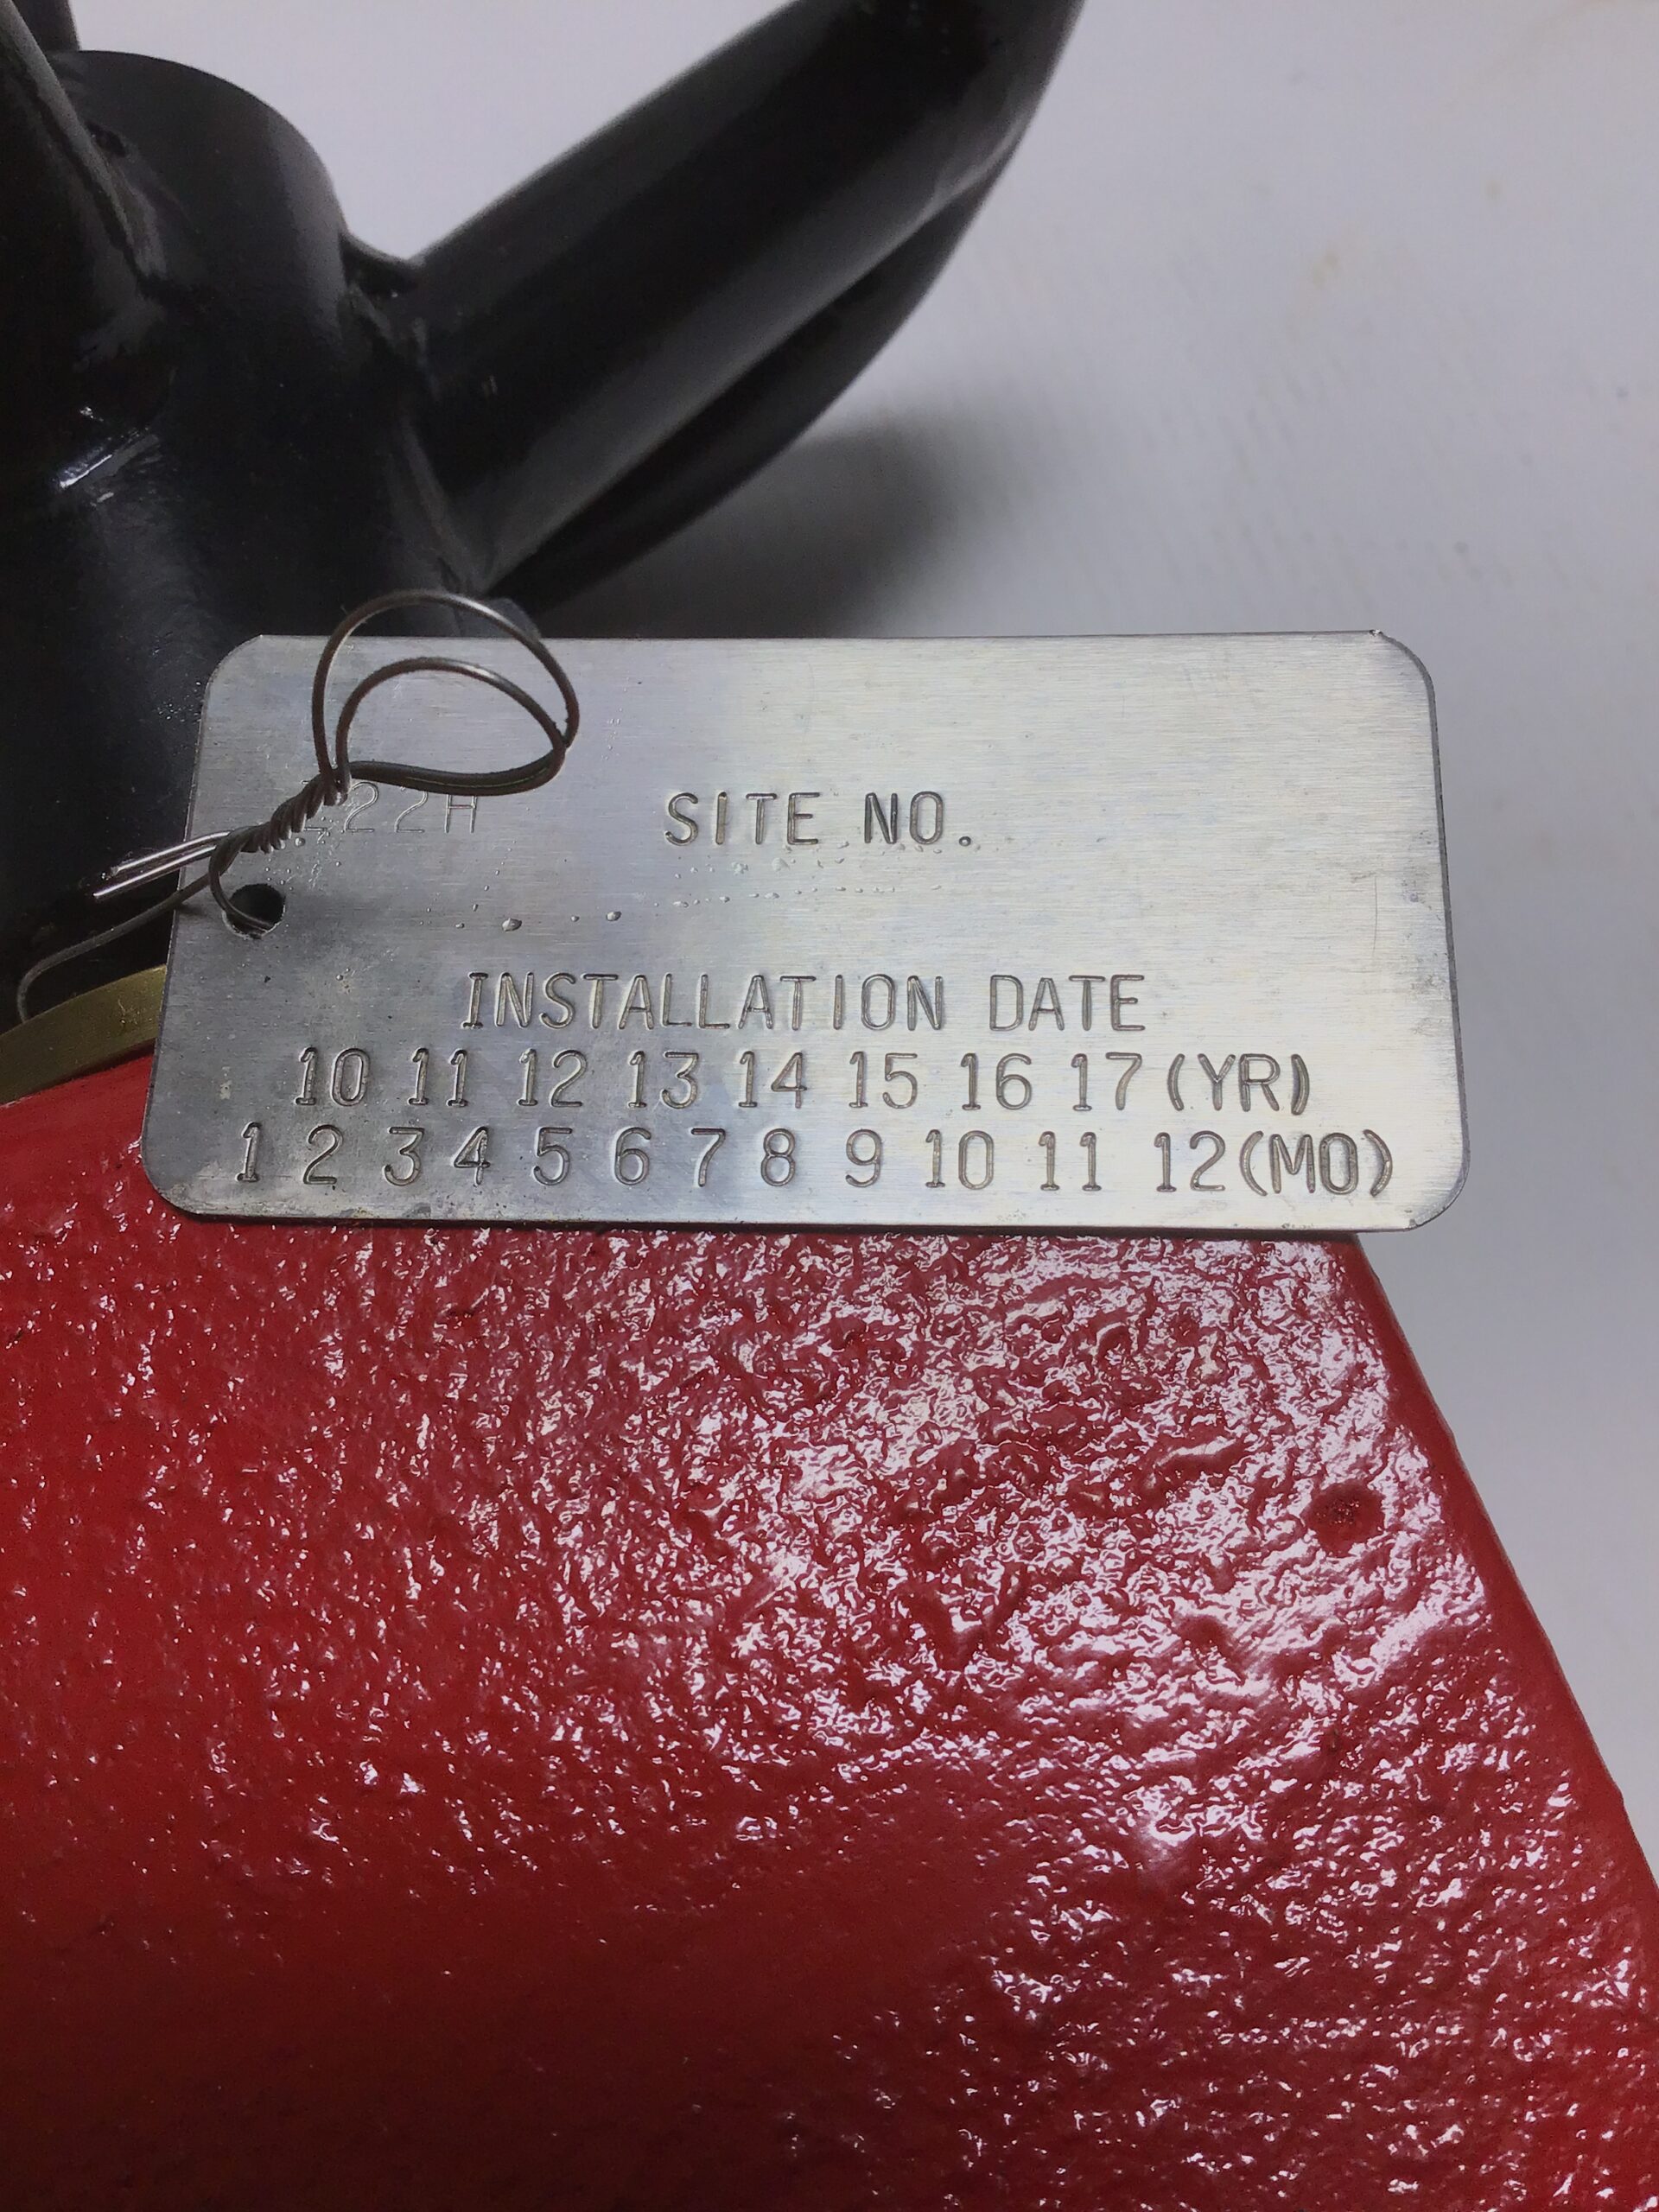 SITE NO.
INSTALLATION DATE
10 11 12 13 14 15 16 17(YR)
1 2 3 4 5 6 7 8 9 10 11 12(MO)